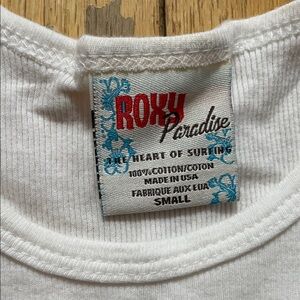 ROXY
Paradise
THE HEART OF SURFING
100% COTTON/COTON
MADE IN USA
FABRIQUE AUX EUA
SMALL